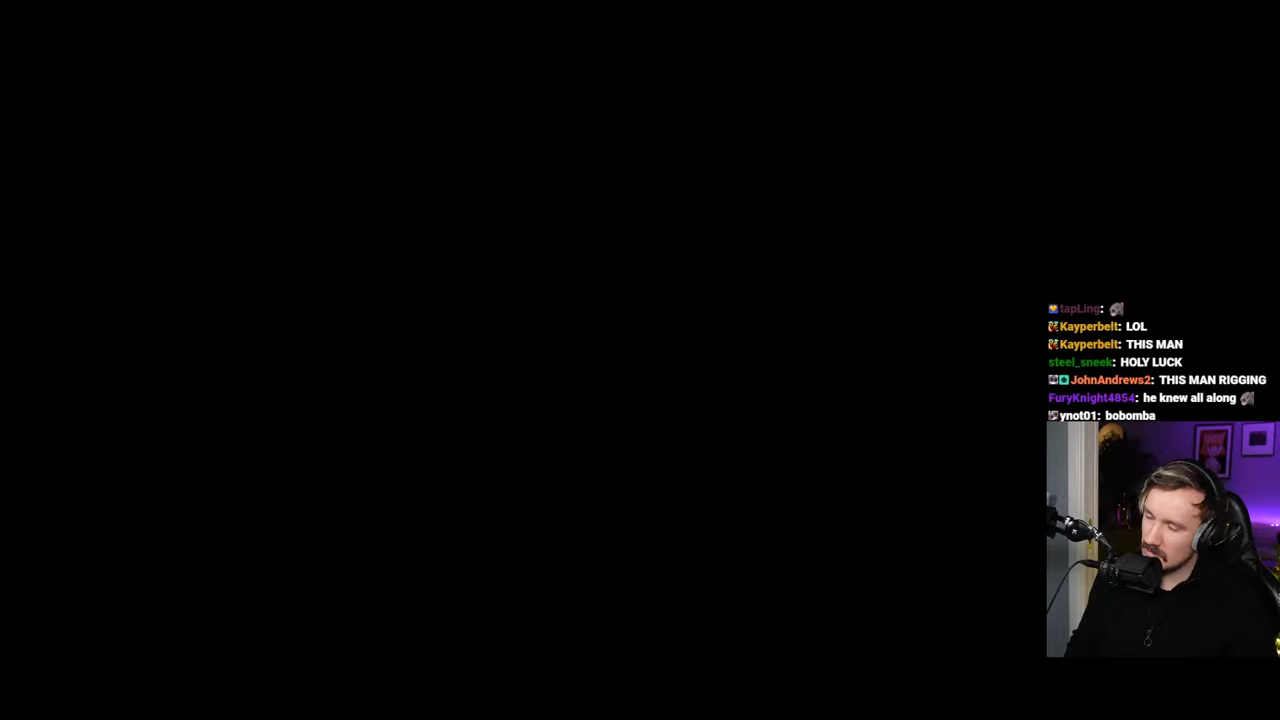 tapLing:
Kayperbelt: LOL
Kayperbelt: THIS MAN
steel_sneek: HOLY LUCK
JohnAndrews2: THIS MAN RIGGING
FuryKnight4854: he knew all along
ynot01: bobomba